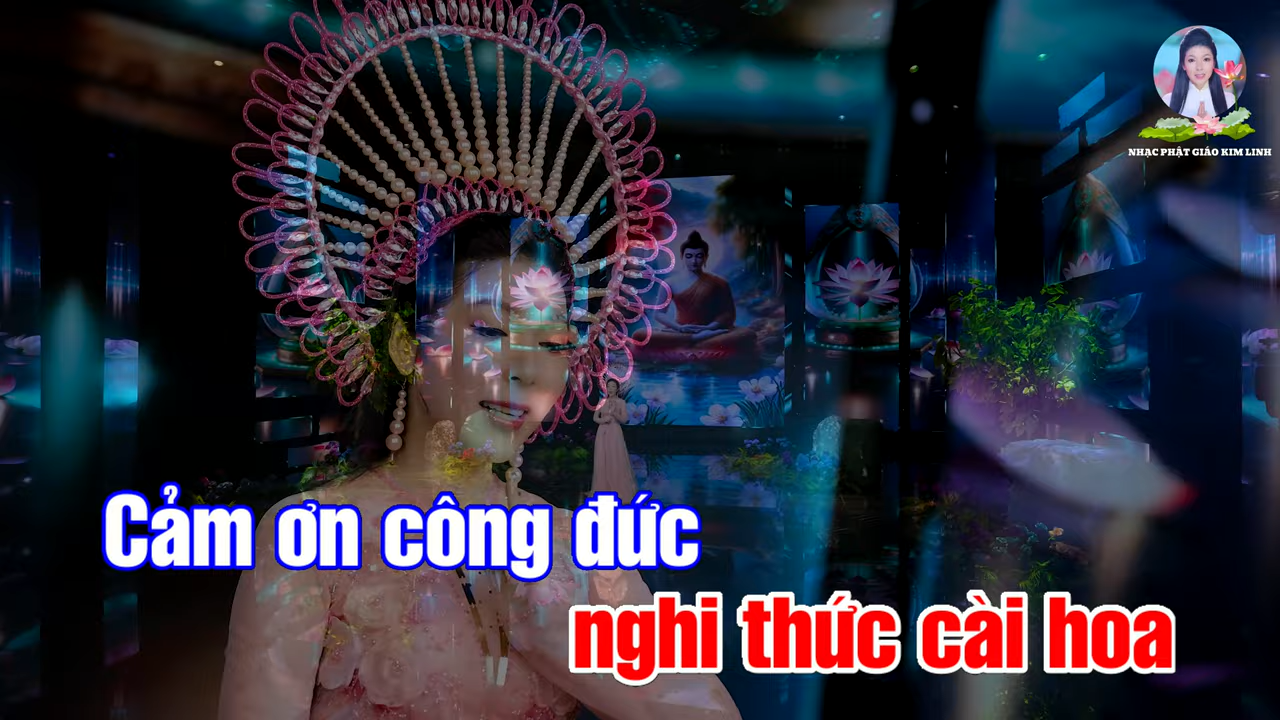 NHẠC PHẬT GIÁO KIM LINH
Cảm ơn công đức
nghi thức cài hoa